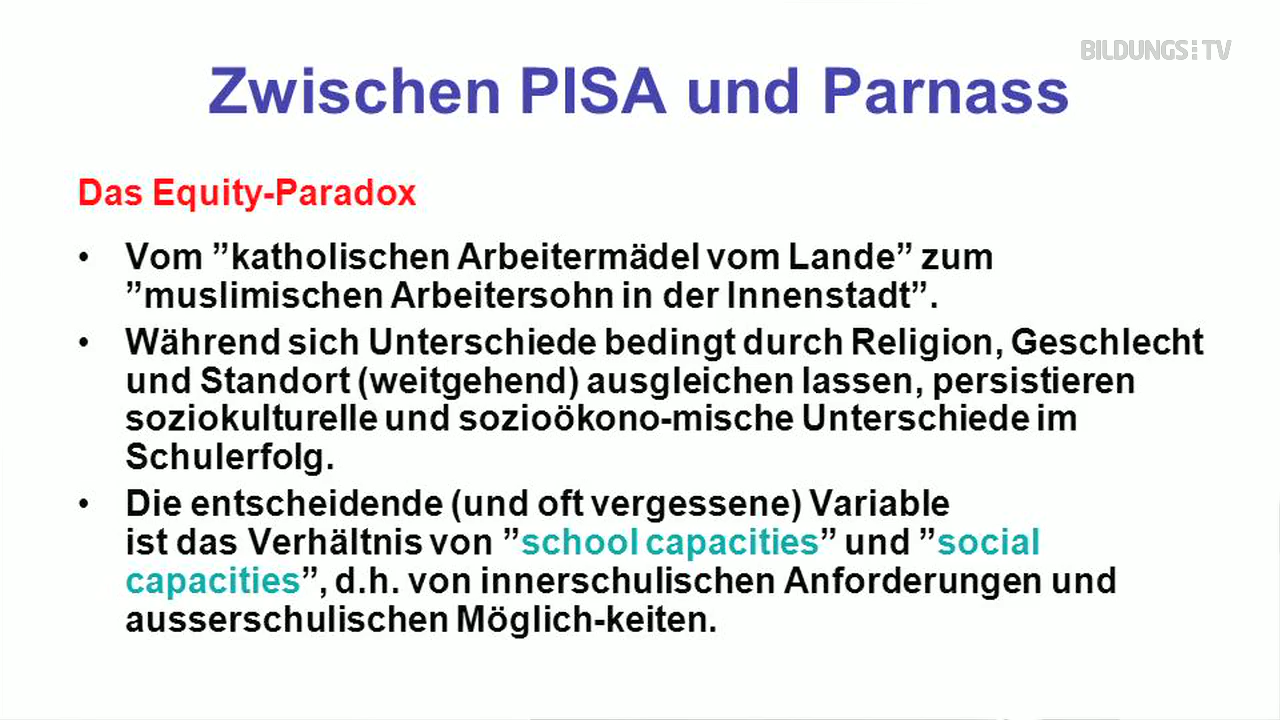 BILDUNGS:TV
Zwischen PISA und Parnass
Das Equity-Paradox
• Vom ”katholischen Arbeitermädel vom Lande” zum
”muslimischen Arbeitersohn in der Innenstadt”.
• Während sich Unterschiede bedingt durch Religion, Geschlecht
und Standort (weitgehend) ausgleichen lassen, persistieren
soziokulturelle und sozioökono-mische Unterschiede im
Schulerfolg.
• Die entscheidende (und oft vergessene) Variable
ist das Verhältnis von ”school capacities” und ”social
capacities”, d.h. von innerschulischen Anforderungen und
ausserschulischen Möglich-keiten.